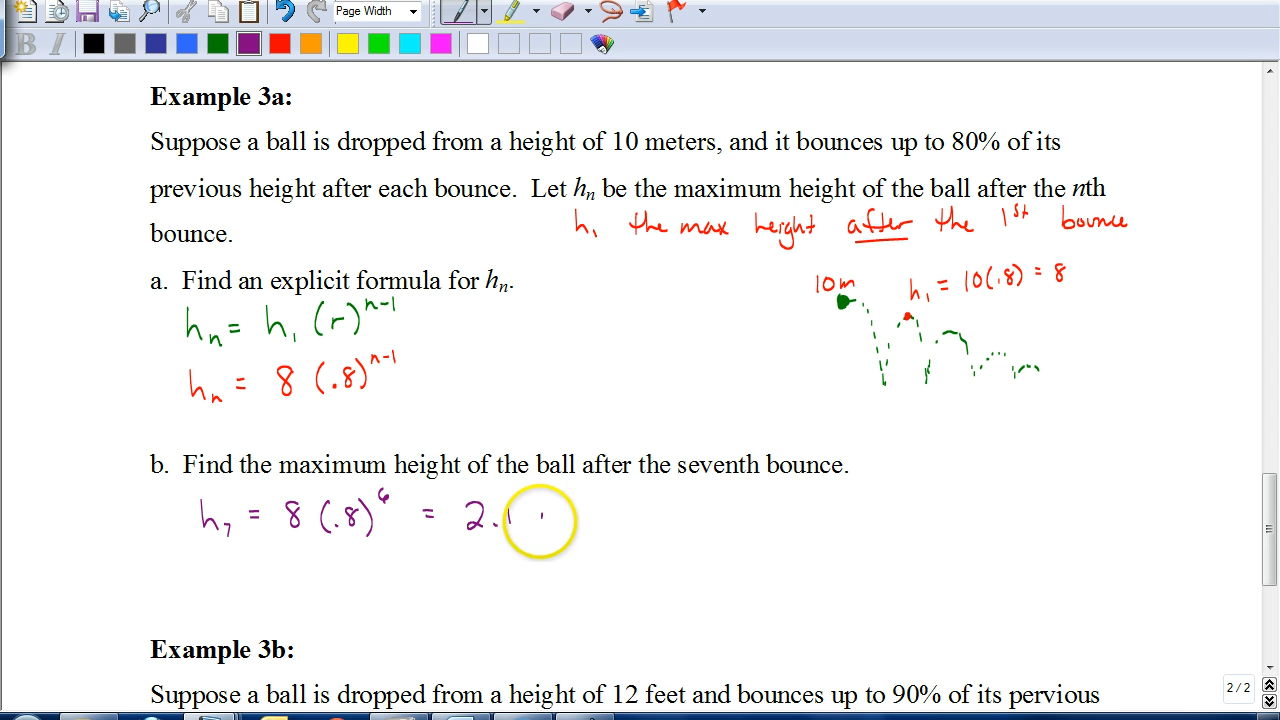 Page Width
B I
Example 3a:
Suppose a ball is dropped from a height of 10 meters, and it bounces up to 80% of its
previous height after each bounce. Let hₙ be the maximum height of the ball after the nth
bounce.
h₁ the max height after the 1st bounce
a. Find an explicit formula for hₙ.
10m
h₁ = 10(.8) = 8
hₙ = h₁ (r)ⁿ⁻¹
hₙ = 8 (.8)ⁿ⁻¹
b. Find the maximum height of the ball after the seventh bounce.
h₇ = 8 (.8)⁶ = 2.1
Example 3b:
Suppose a ball is dropped from a height of 12 feet and bounces up to 90% of its pervious
2 / 2